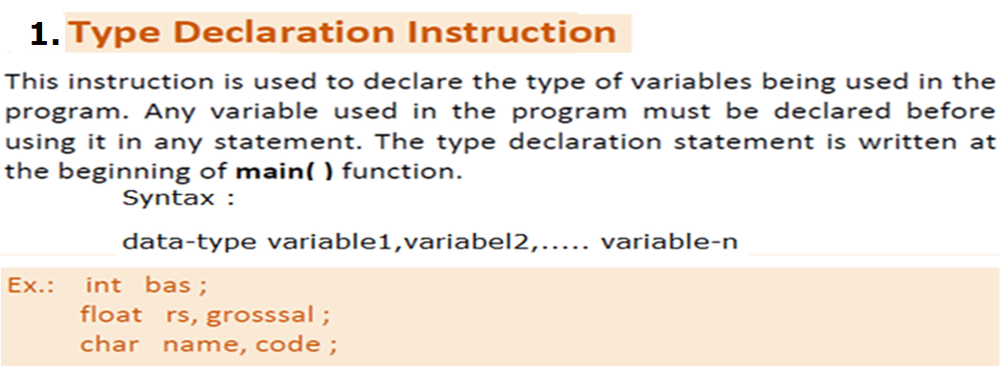 1. Type Declaration Instruction
This instruction is used to declare the type of variables being used in the
program. Any variable used in the program must be declared before
using it in any statement. The type declaration statement is written at
the beginning of main( ) function.
Syntax :
data-type variable1,variabel2,..... variable-n
Ex.: int bas ;
float rs, grosssal ;
char name, code ;